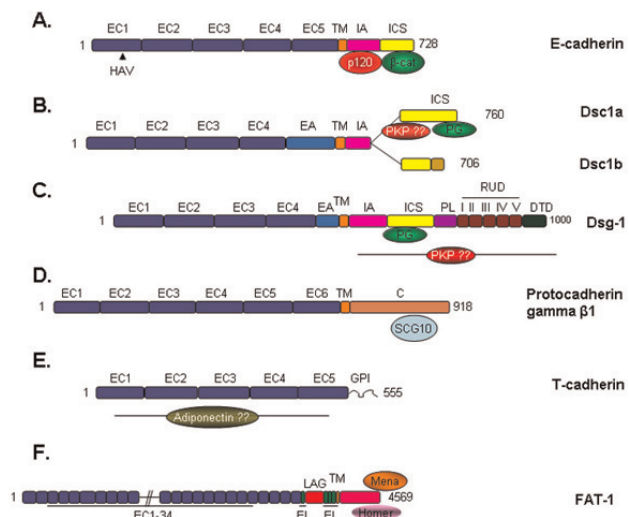 A.
EC1 EC2 EC3 EC4 EC5 TM IA ICS
1 728
HAV
p120 β-cat
E-cadherin
B.
ICS
760
Dsc1a
EC1 EC2 EC3 EC4 EA TM IA
PKP ?? PG
1
706
Dsc1b
C.
RUD
EC1 EC2 EC3 EC4 EA TM IA ICS PL I II III IV V DTD
1 1000
Dsg-1
PG
PKP ??
D.
EC1 EC2 EC3 EC4 EC5 EC6 TM C
1 918
Protocadherin
gamma β1
SCG10
E.
EC1 EC2 EC3 EC4 EC5 GPI
1 555
T-cadherin
Adiponectin ??
F.
LAG TM
Mena
1 4569
FAT-1
EC1-34 EL EL
Homer